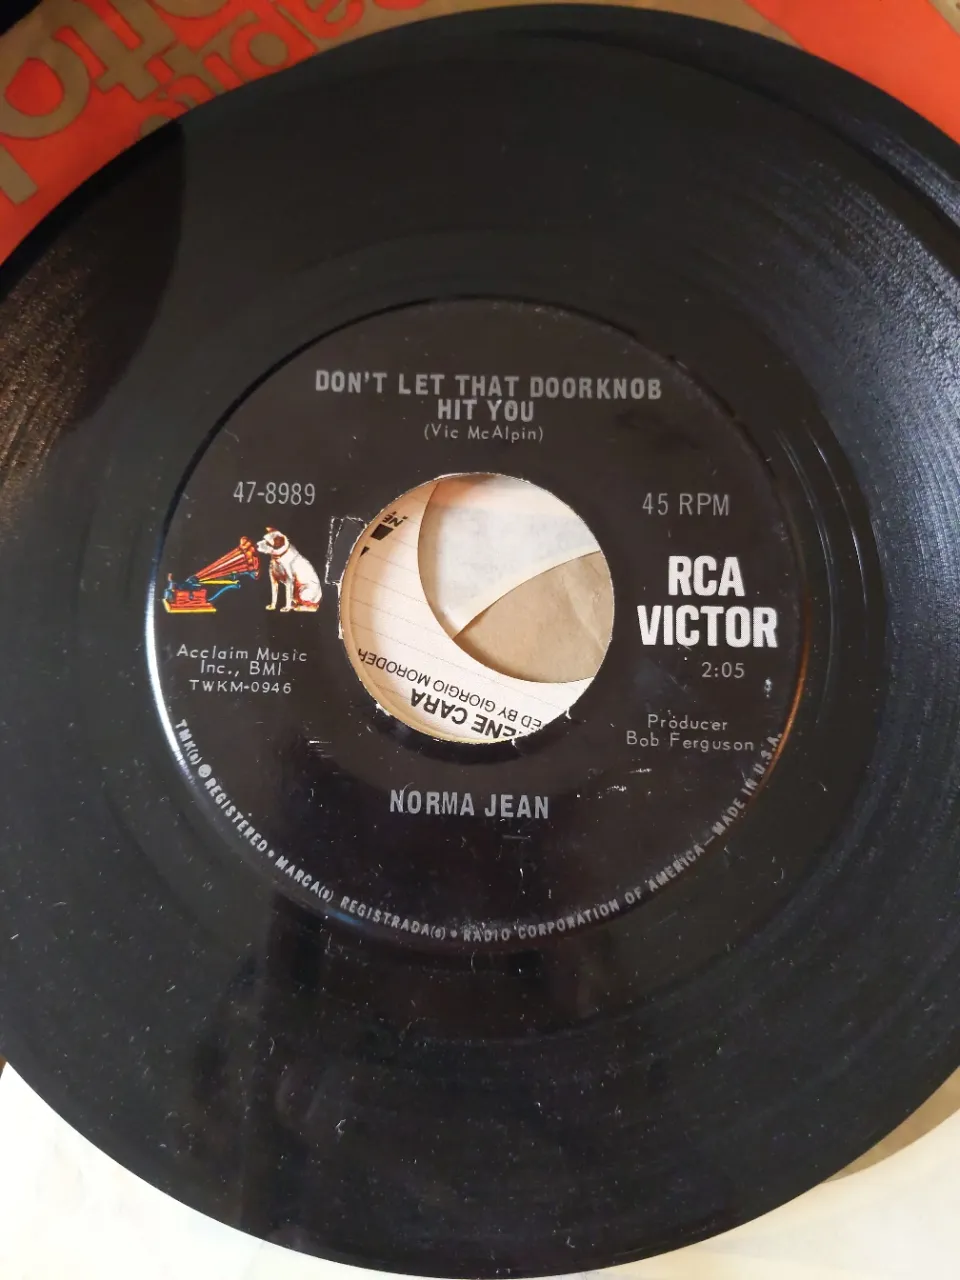 DON'T LET THAT DOORKNOB
HIT YOU
(Vic McAlpin)
47-8989
45 RPM
RCA
VICTOR
2:05
Acclaim Music
Inc., BMI
TWKM-0946
Producer
Bob Ferguson
NORMA JEAN
TMK(s) ® REGISTERED • MARCA(s) REGISTRADA(s) • RADIO CORPORATION OF AMERICA—MADE IN U.S.A.
ENE CARA
ED BY GIORGIO MORODER